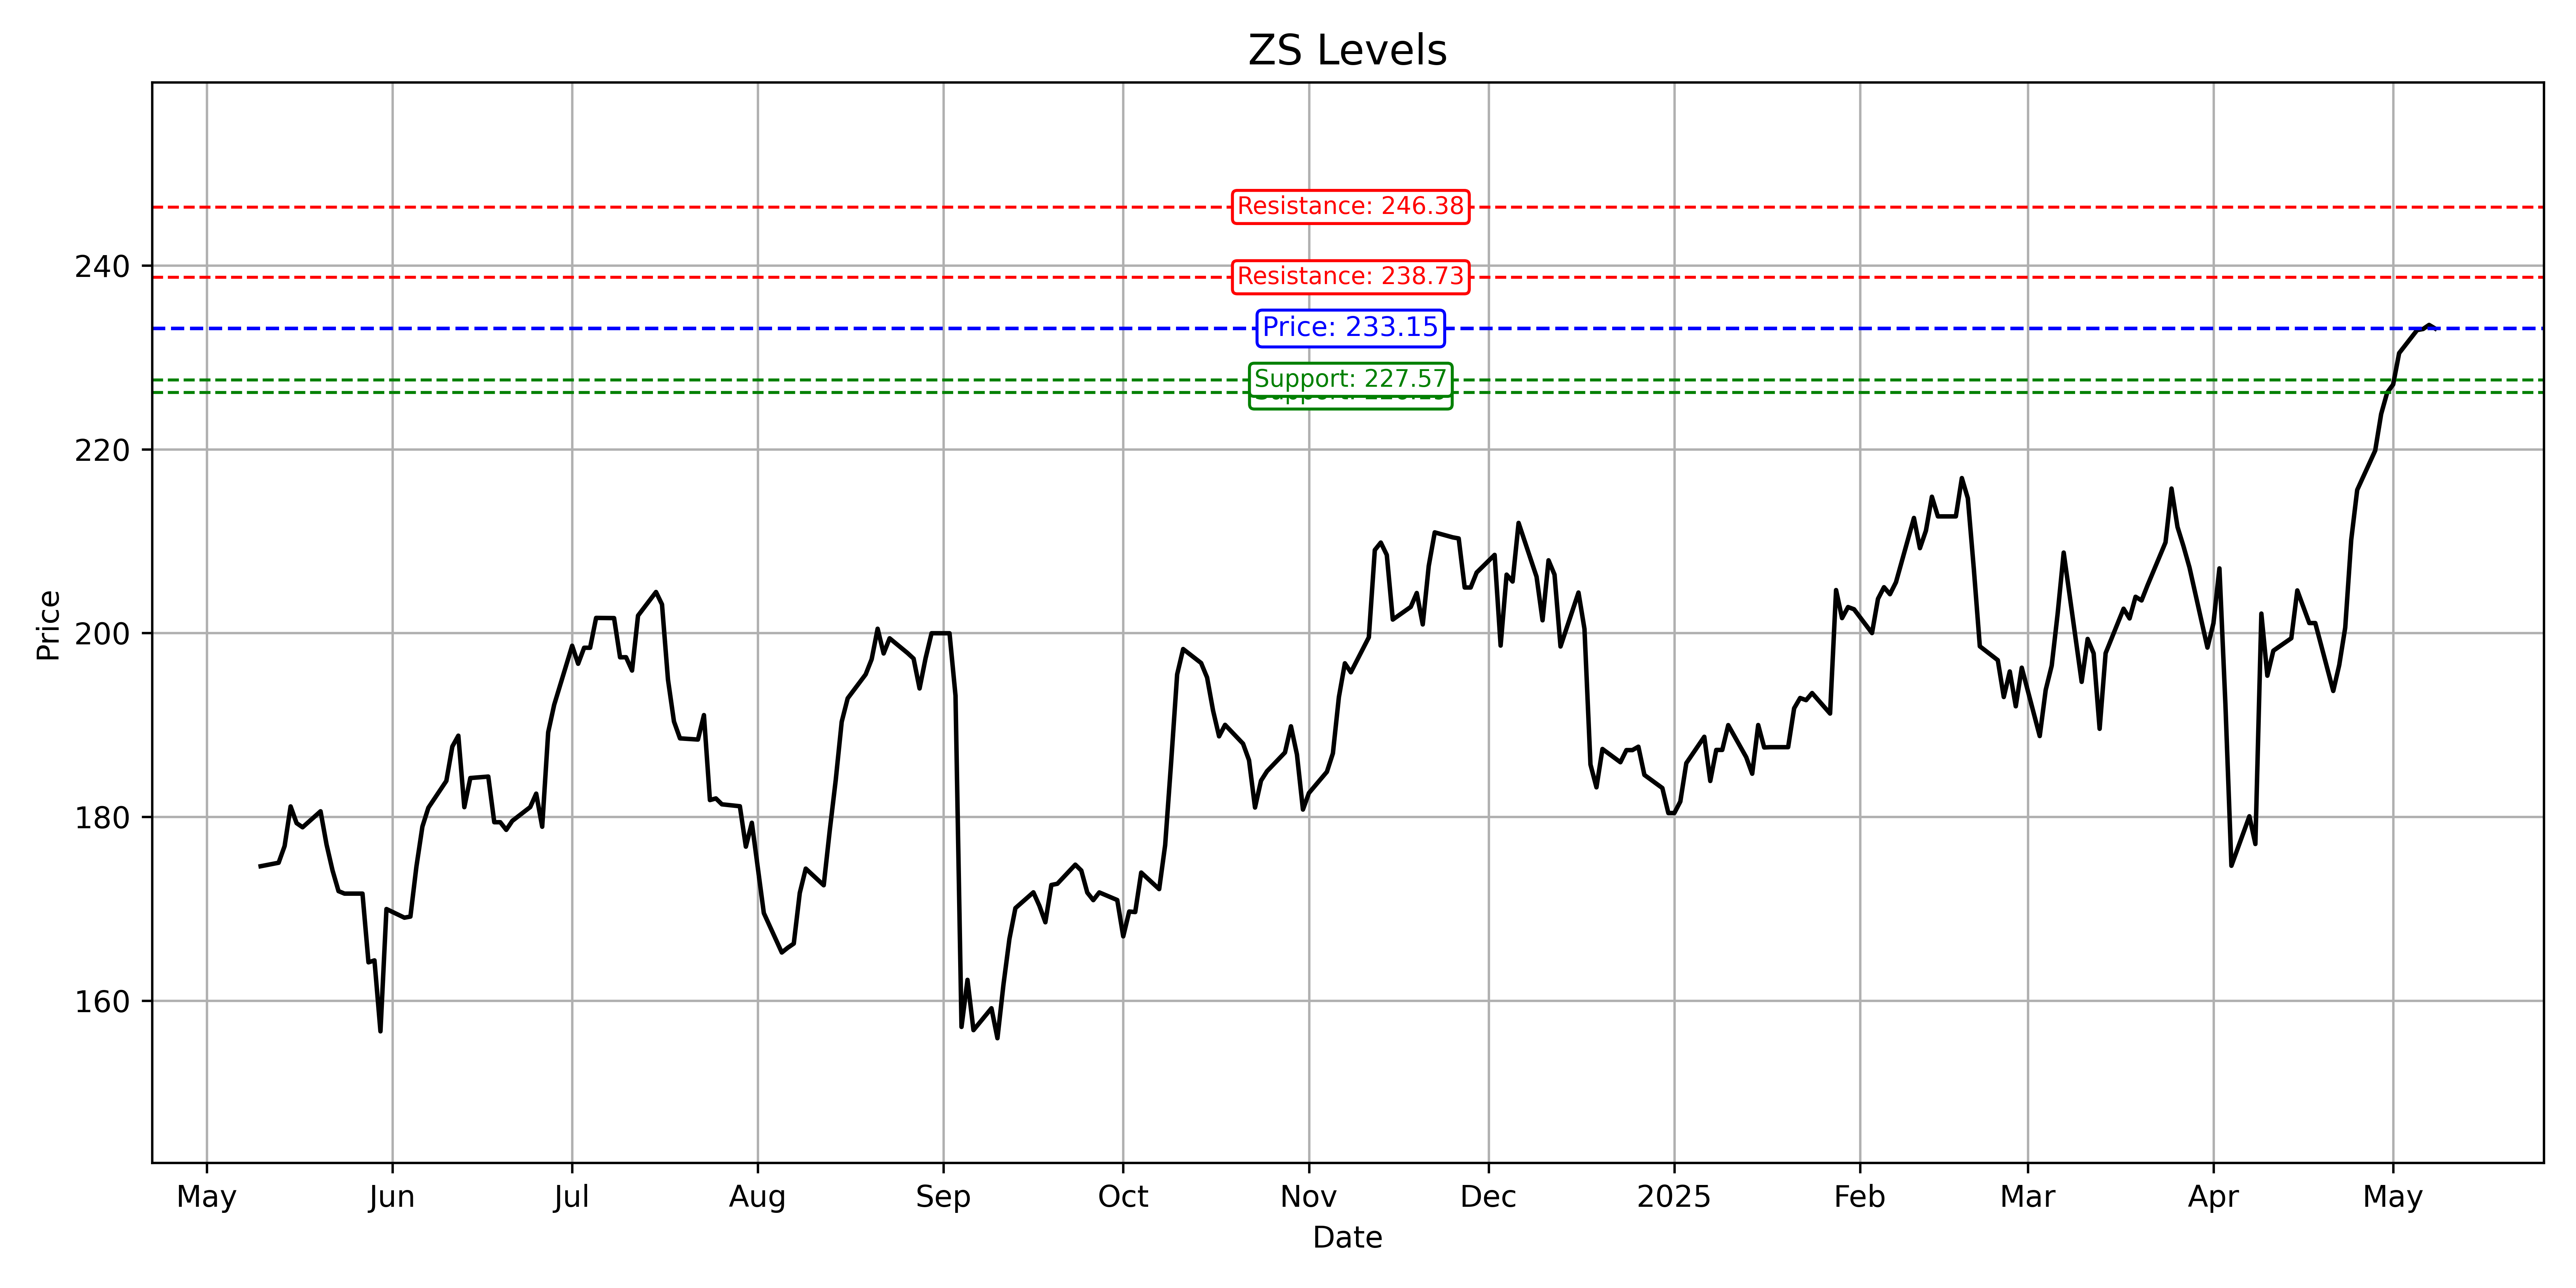 ZS Levels
Resistance: 246.38
240
Resistance: 238.73
Price: 233.15
Support: 227.57
220
Price
200
180
160
May Jun Jul Aug Sep Oct Nov Dec 2025 Feb Mar Apr May
Date